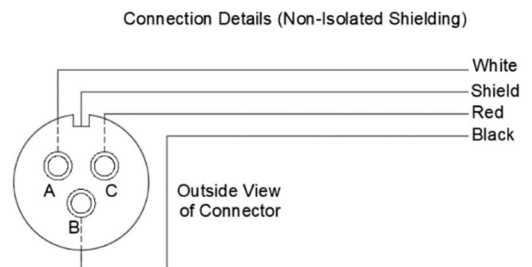 Connection Details (Non-Isolated Shielding)
White
Shield
Red
Black
A
C
B
Outside View
of Connector